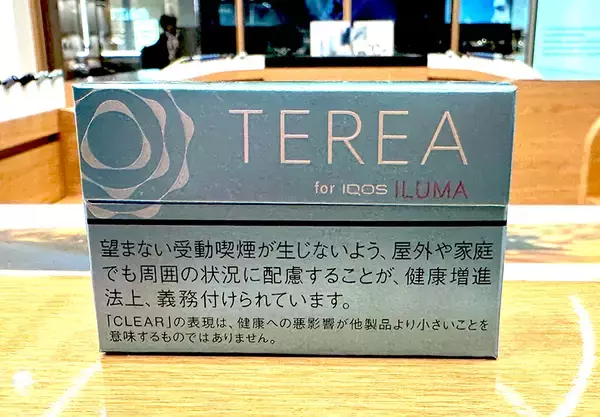 TEREA
for IQOS ILUMA
望まない受動喫煙が生じないよう、屋外や家庭
でも周囲の状況に配慮することが、健康増進
法上、義務付けられています。
「CLEAR」の表現は、健康への悪影響が他製品より小さいことを
意味するものではありません。